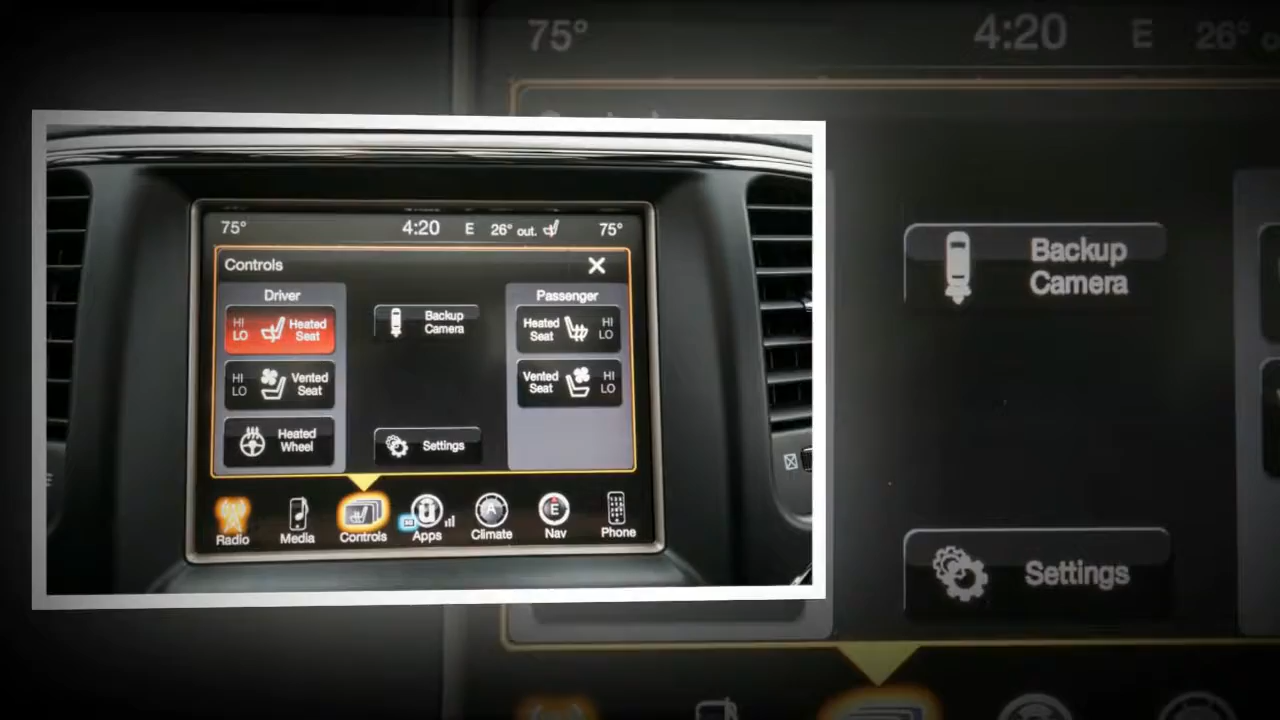 75° 4:20 E 26°
75° 4:20 E 26° out. 75°
Controls
Driver
Passenger
HI
LO
Heated
Seat
Backup
Camera
Heated
Seat
HI
LO
HI
LO
Vented
Seat
Vented
Seat
HI
LO
Heated
Wheel
Settings
Radio
Media
Controls
Apps
A
Climate
E
Nav
Phone
Backup
Camera
Settings